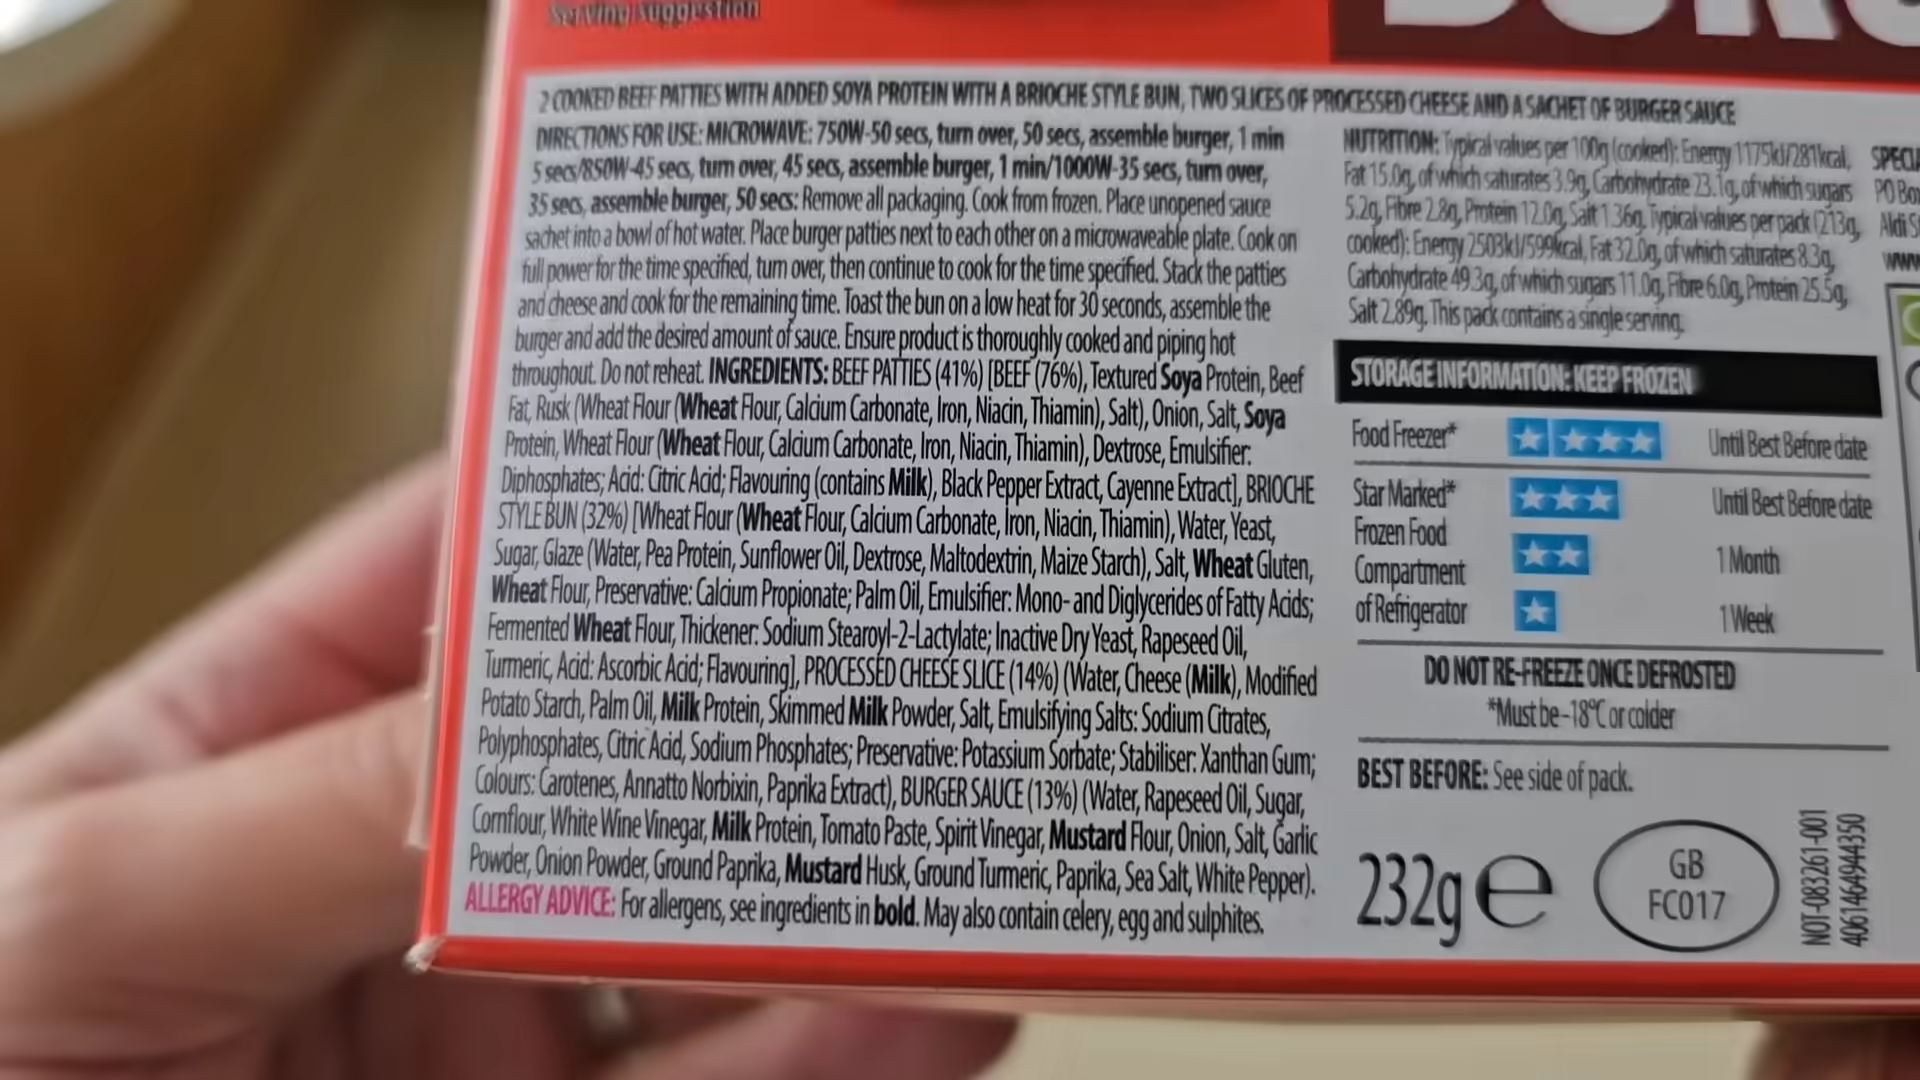 Serving suggestion
2 COOKED BEEF PATTIES WITH ADDED SOYA PROTEIN WITH A BRIOCHE STYLE BUN, TWO SLICES OF PROCESSED CHEESE AND A SACHET OF BURGER SAUCE
DIRECTIONS FOR USE: MICROWAVE: 750W-50 secs, turn over, 50 secs, assemble burger, 1 min
5 secs/850W-45 secs, turn over, 45 secs, assemble burger, 1 min/1000W-35 secs, turn over,
35 secs, assemble burger, 50 secs: Remove all packaging. Cook from frozen. Place unopened sauce
sachet into a bowl of hot water. Place burger patties next to each other on a microwaveable plate. Cook on
full power for the time specified, turn over, then continue to cook for the time specified. Stack the patties
and cheese and cook for the remaining time. Toast the bun on a low heat for 30 seconds, assemble the
burger and add the desired amount of sauce. Ensure product is thoroughly cooked and piping hot
throughout. Do not reheat. INGREDIENTS: BEEF PATTIES (41%) [BEEF (76%), Textured Soya Protein, Beef
Fat, Rusk (Wheat Flour (Wheat Flour, Calcium Carbonate, Iron, Niacin, Thiamin), Salt), Onion, Salt, Soya
Protein, Wheat Flour (Wheat Flour, Calcium Carbonate, Iron, Niacin, Thiamin), Dextrose, Emulsifier:
Diphosphates; Acid: Citric Acid; Flavouring (contains Milk), Black Pepper Extract, Cayenne Extract], BRIOCHE
STYLE BUN (32%) [Wheat Flour (Wheat Flour, Calcium Carbonate, Iron, Niacin, Thiamin), Water, Yeast,
Sugar, Glaze (Water, Pea Protein, Sunflower Oil, Dextrose, Maltodextrin, Maize Starch), Salt, Wheat Gluten,
Wheat Flour, Preservative: Calcium Propionate; Palm Oil, Emulsifier: Mono- and Diglycerides of Fatty Acids;
Fermented Wheat Flour, Thickener: Sodium Stearoyl-2-Lactylate; Inactive Dry Yeast, Rapeseed Oil,
Turmeric, Acid: Ascorbic Acid; Flavouring], PROCESSED CHEESE SLICE (14%) (Water, Cheese (Milk), Modified
Potato Starch, Palm Oil, Milk Protein, Skimmed Milk Powder, Salt, Emulsifying Salts: Sodium Citrates,
Polyphosphates, Citric Acid, Sodium Phosphates; Preservative: Potassium Sorbate; Stabiliser: Xanthan Gum;
Colours: Carotenes, Annatto Norbixin, Paprika Extract), BURGER SAUCE (13%) (Water, Rapeseed Oil, Sugar,
Cornflour, White Wine Vinegar, Milk Protein, Tomato Paste, Spirit Vinegar, Mustard Flour, Onion, Salt, Garlic
Powder, Onion Powder, Ground Paprika, Mustard Husk, Ground Turmeric, Paprika, Sea Salt, White Pepper).
ALLERGY ADVICE: For allergens, see ingredients in bold. May also contain celery, egg and sulphites.
NUTRITION: Typical values per 100g (cooked): Energy 1175kJ/281kcal,
Fat 15.0g, of which saturates 3.9g, Carbohydrate 23.1g, of which sugars
5.2g, Fibre 2.8g, Protein 12.0g, Salt 1.36g. Typical values per pack (213g,
cooked): Energy 2503kJ/599kcal, Fat 32.0g, of which saturates 8.3g,
Carbohydrate 49.3g, of which sugars 11.0g, Fibre 6.0g, Protein 25.5g,
Salt 2.89g. This pack contains a single serving.
STORAGE INFORMATION: KEEP FROZEN
Food Freezer* Until Best Before date
Star Marked* Until Best Before date
Frozen Food
Compartment 1 Month
of Refrigerator 1 Week
DO NOT RE-FREEZE ONCE DEFROSTED
*Must be -18°C or colder
BEST BEFORE: See side of pack.
232g e
GB
FC017
NOT-083261-001
4061464944350
PO Box
www